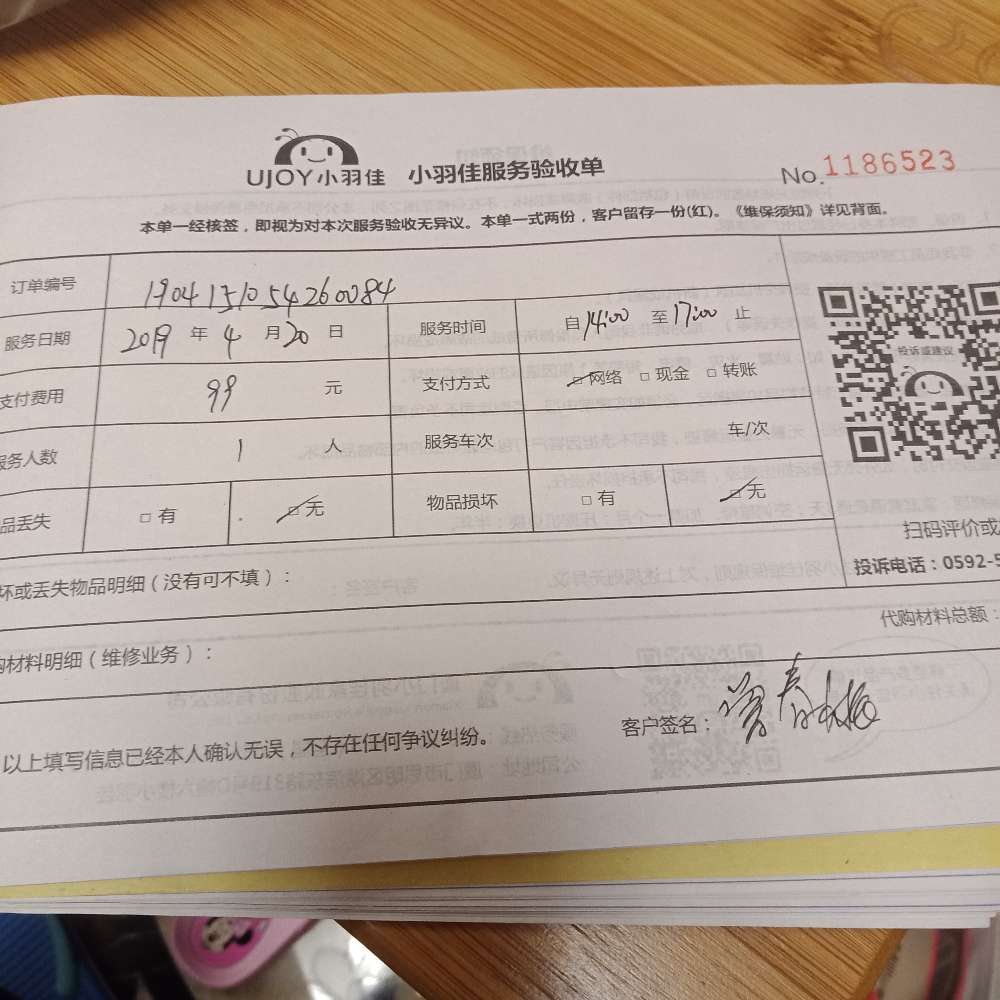 UJOY小羽佳 小羽佳服务验收单 No.1186523
本单一经核签，即视为对本次服务验收无异议。本单一式两份，客户留存一份(红)。《维保须知》详见背面。
订单编号 1904151054260084
服务日期 2019 年 4 月 20 日 服务时间 自 14:00 至 17:00 止
支付费用 99 元 支付方式 □网络 □现金 □转账
服务人数 1 人 服务车次 车/次
品丢失 □有 □无 物品损坏 □有 □无
投诉或建议
扫码评价或
投诉电话：0592-5
坏或丢失物品明细（没有可不填）：
购材料明细（维修业务）： 代购材料总额：
以上填写信息已经本人确认无误，不存在任何争议纠纷。 客户签名：